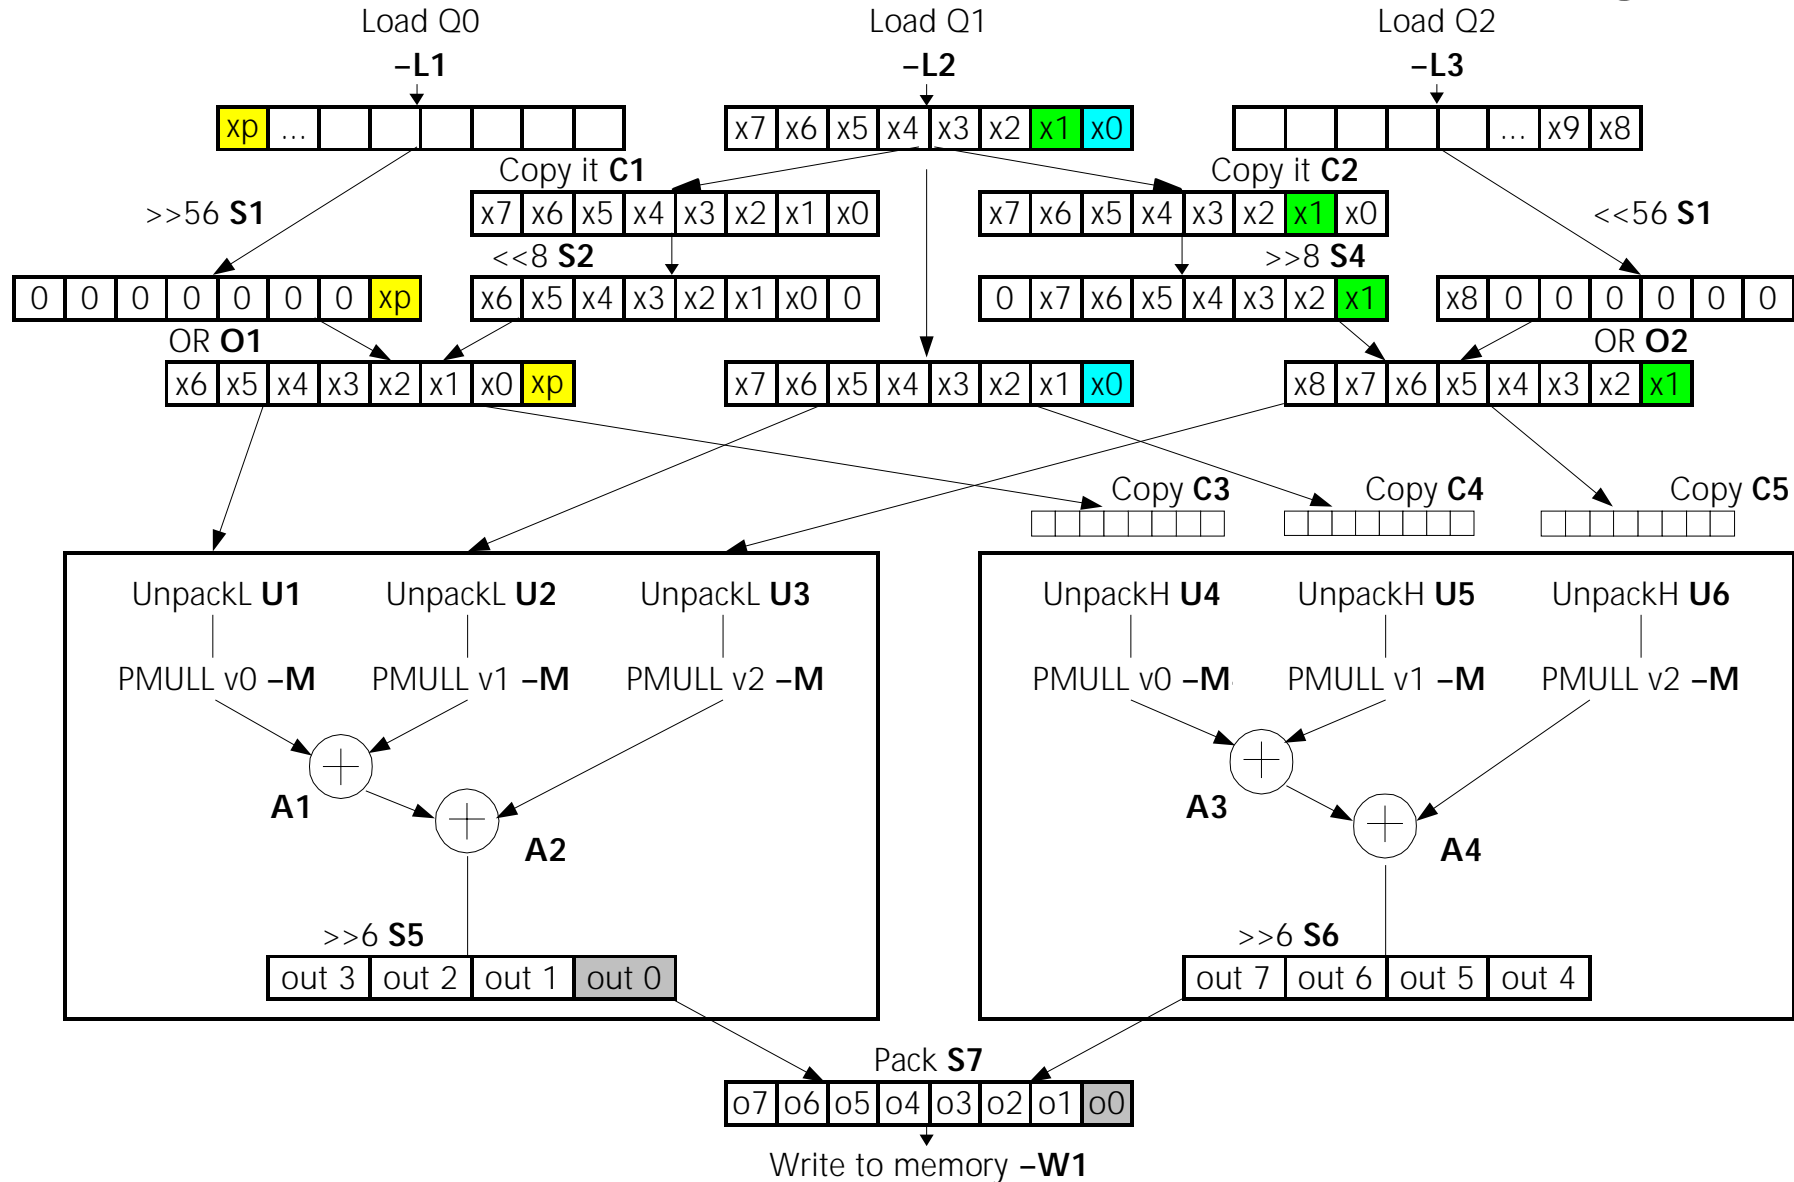 Load Q0 Load Q1 Load Q2
–L1 –L2 –L3
xp ... x7 x6 x5 x4 x3 x2 x1 x0 ... x9 x8
Copy it C1 Copy it C2
>>56 S1 x7 x6 x5 x4 x3 x2 x1 x0 x7 x6 x5 x4 x3 x2 x1 x0 <<56 S1
<<8 S2 >>8 S4
0 0 0 0 0 0 0 xp x6 x5 x4 x3 x2 x1 x0 0 0 x7 x6 x5 x4 x3 x2 x1 x8 0 0 0 0 0 0
OR O1 OR O2
x6 x5 x4 x3 x2 x1 x0 xp x7 x6 x5 x4 x3 x2 x1 x0 x8 x7 x6 x5 x4 x3 x2 x1
Copy C3 Copy C4 Copy C5
UnpackL U1 UnpackL U2 UnpackL U3 UnpackH U4 UnpackH U5 UnpackH U6
PMULL v0 –M PMULL v1 –M PMULL v2 –M PMULL v0 –M PMULL v1 –M PMULL v2 –M
A1 A3
A2 A4
>>6 S5 >>6 S6
out 3 out 2 out 1 out 0 out 7 out 6 out 5 out 4
Pack S7
o7 o6 o5 o4 o3 o2 o1 o0
Write to memory –W1